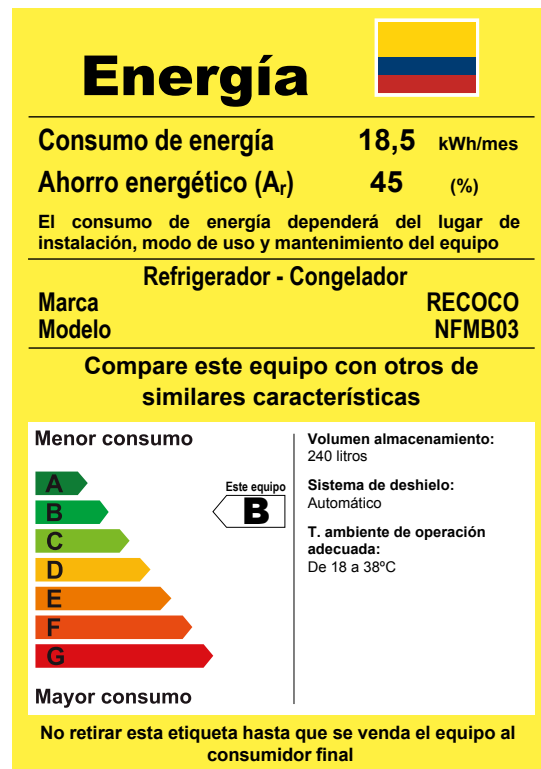 Energía
Consumo de energía 18,5 kWh/mes
Ahorro energético (Ar) 45 (%)
El consumo de energía dependerá del lugar de
instalación, modo de uso y mantenimiento del equipo
Refrigerador - Congelador
Marca RECOCO
Modelo NFMB03
Compare este equipo con otros de
similares características
Menor consumo
A
B
C
D
E
F
G
Mayor consumo
Este equipo
B
Volumen almacenamiento:
240 litros
Sistema de deshielo:
Automático
T. ambiente de operación
adecuada:
De 18 a 38ºC
No retirar esta etiqueta hasta que se venda el equipo al
consumidor final